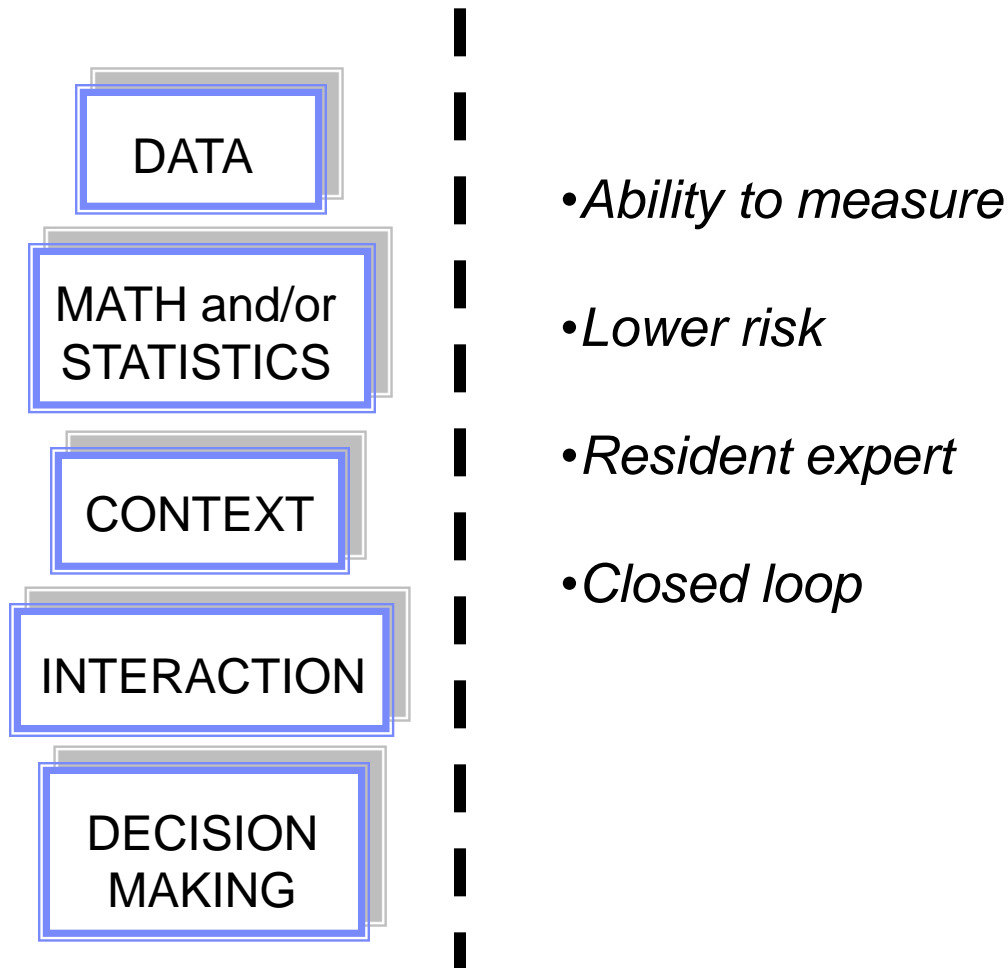 DATA
MATH and/or
STATISTICS
CONTEXT
INTERACTION
DECISION
MAKING
•Ability to measure
•Lower risk
•Resident expert
•Closed loop